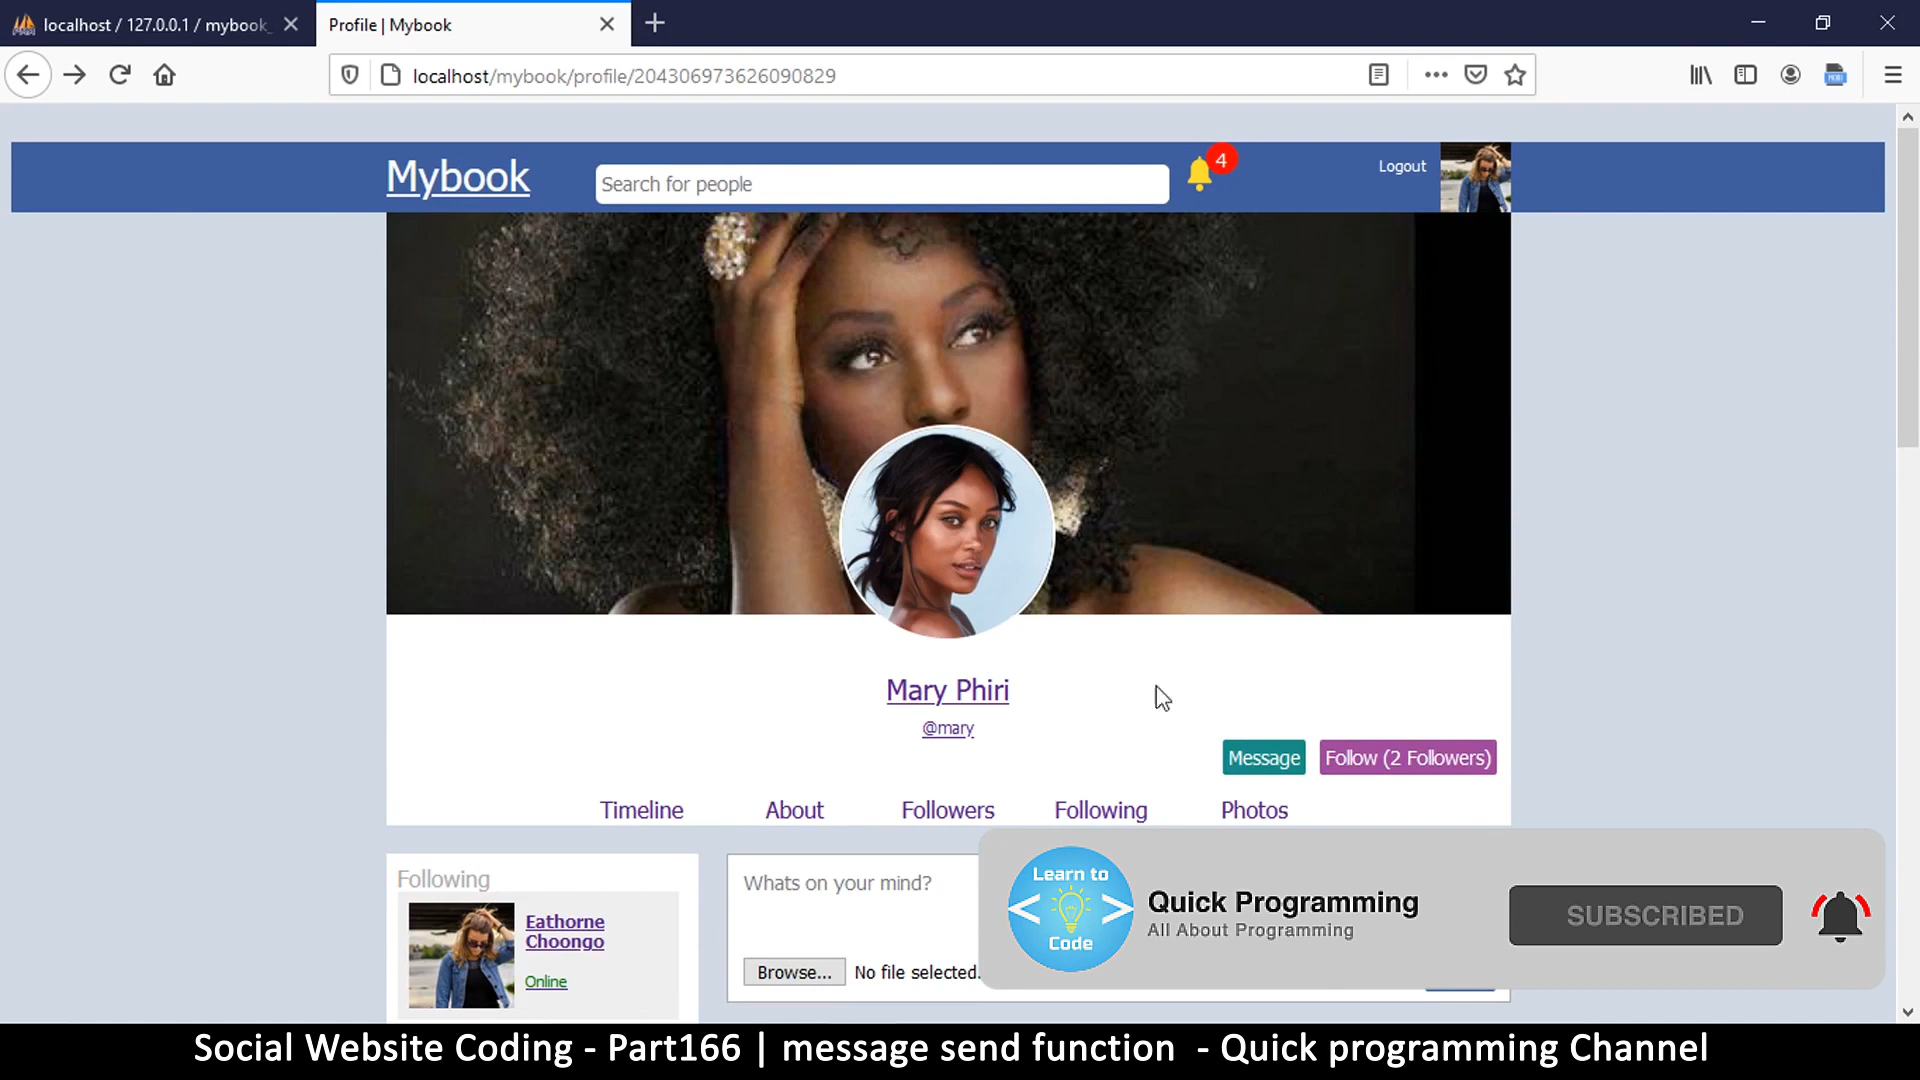 localhost / 127.0.0.1 / mybook_
Profile | Mybook
localhost/mybook/profile/204306973626090829
Mybook
Search for people
4
Logout
Mary Phiri
@mary
Message
Follow (2 Followers)
Timeline
About
Followers
Following
Photos
Following
Eathorne
Choongo
Online
Whats on your mind?
Browse...
No file selected.
Learn to
Code
Quick Programming
All About Programming
SUBSCRIBED
Social Website Coding - Part166 | message send function - Quick programming Channel